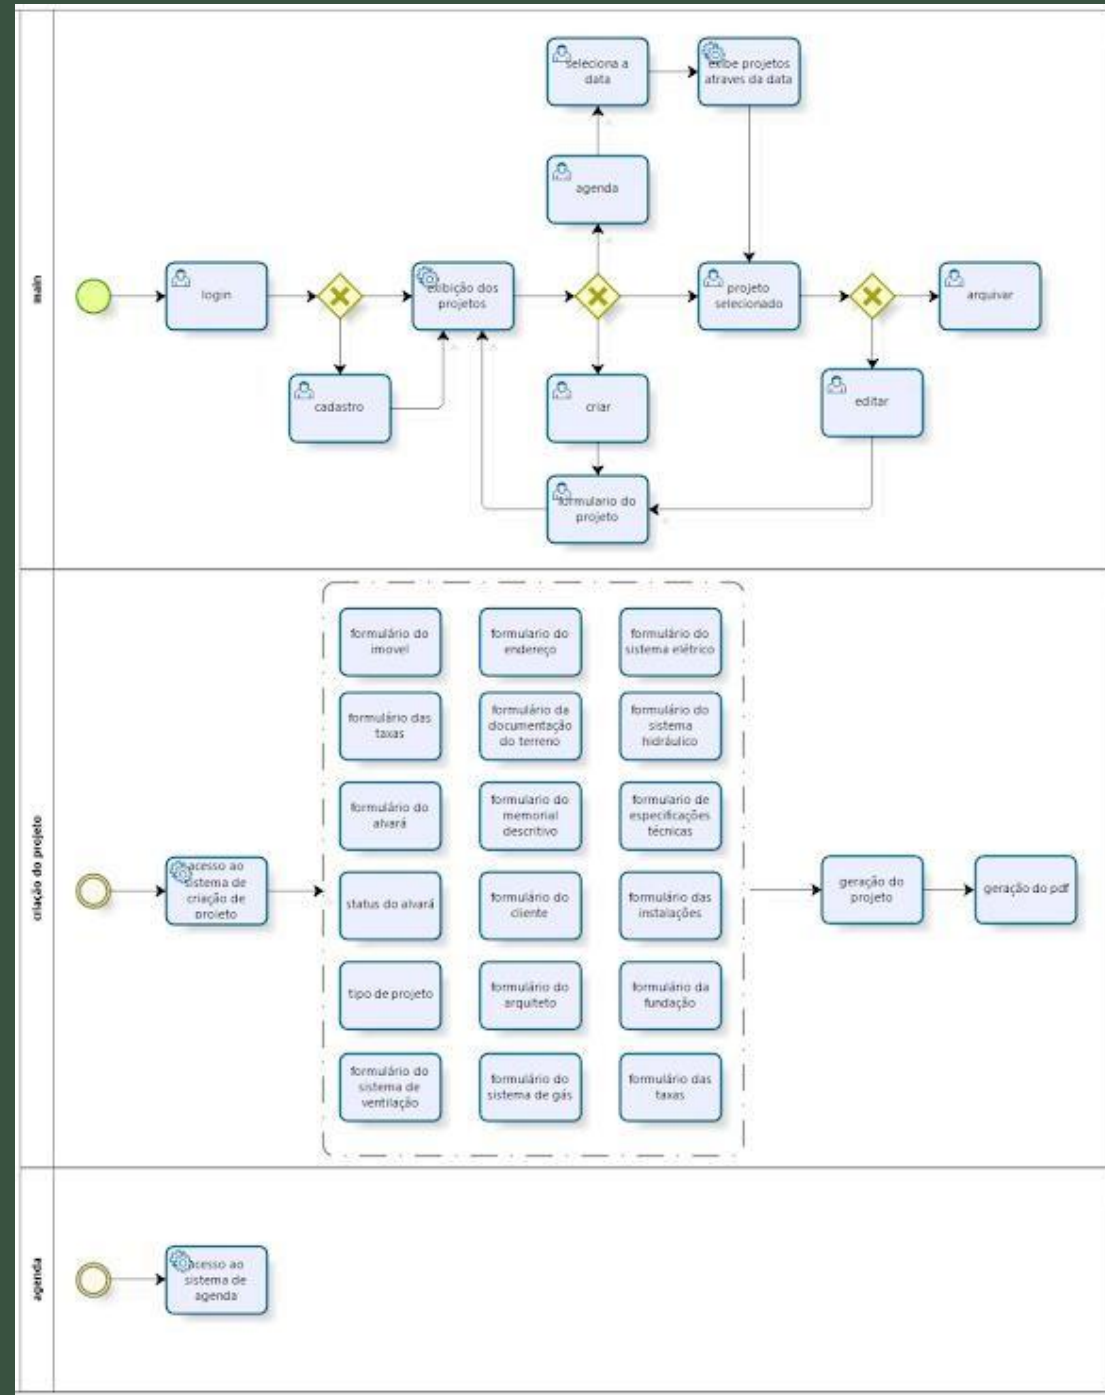 main
seleciona a
data
exibe projetos
atraves da data
agenda
login
exibição dos
projetos
projeto
selecionado
arquivar
cadastro
criar
editar
formulario do
projeto
criação do projeto
formulário do
imovel
formulario do
endereço
formulário do
sistema elétrico
formulário das
taxas
formulário da
documentação
do terreno
formulário do
sistema
hidráulico
formulário do
alvará
formulario do
memorial
descritivo
formulario de
especificações
técnicas
acesso ao
sistema de
criação de
projeto
status do alvará
formulário do
cliente
formulário das
instalações
geração do
projeto
geração do pdf
tipo de projeto
formulário do
arquiteto
formulário da
fundação
formulário do
sistema de
ventilação
formulário do
sistema de gás
formulário das
taxas
agenda
acesso ao
sistema de
agenda